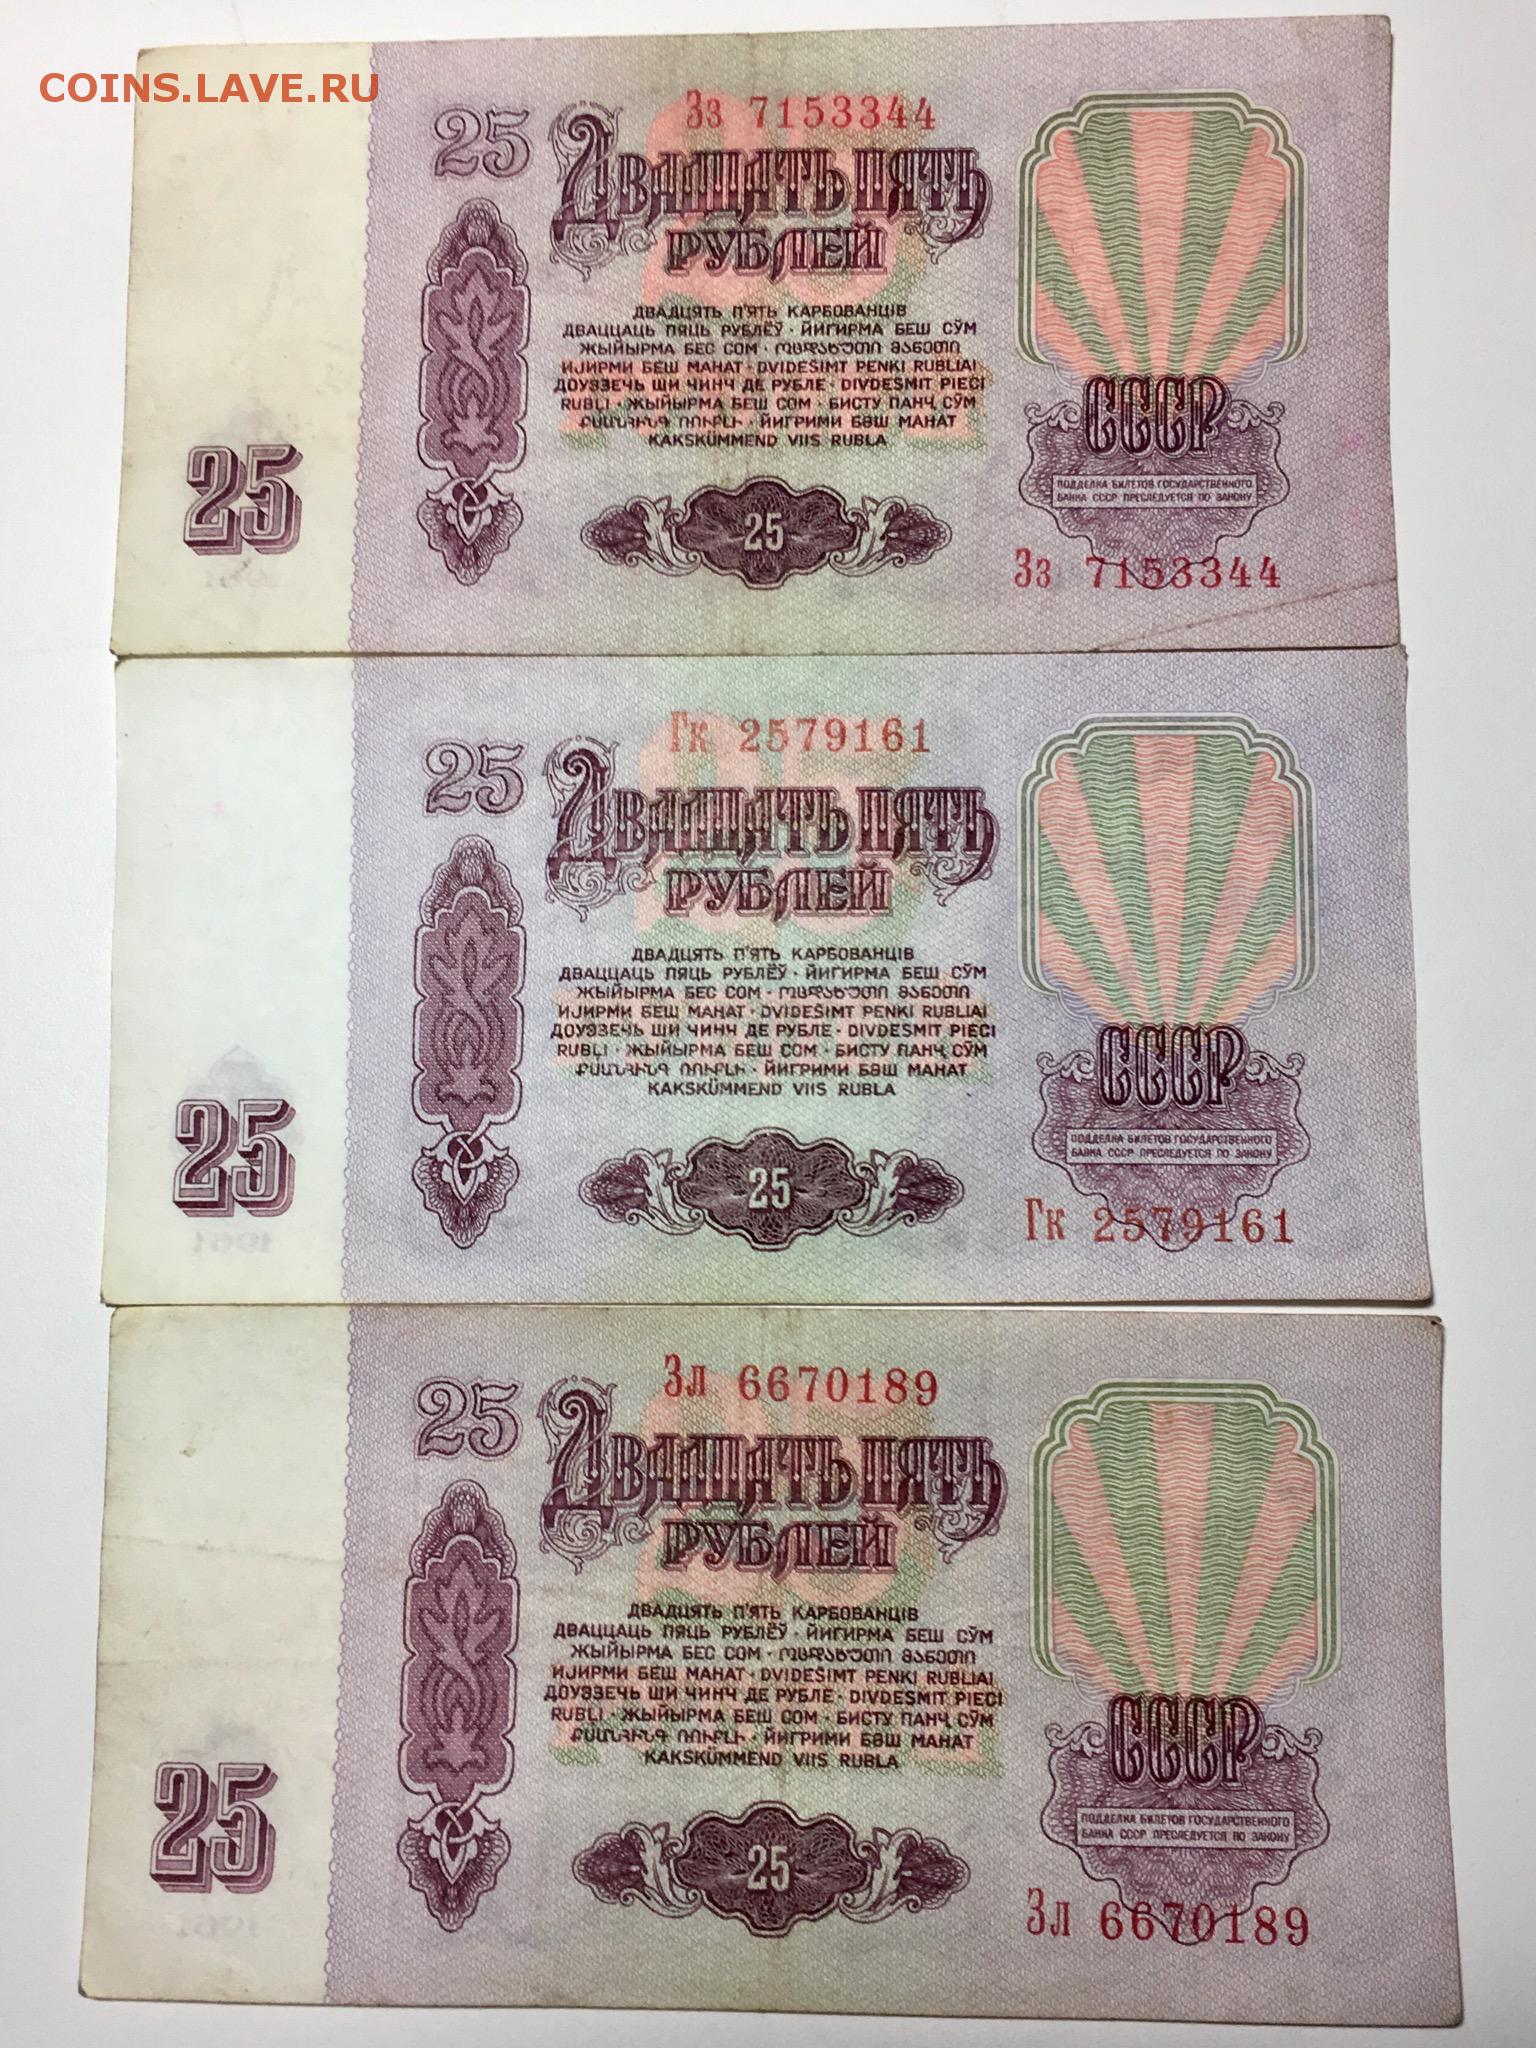 COINS.LAVE.RU
Зз 7153344
25
ДВАДЦАТЬ ПЯТЬ
РУБЛЕЙ
ДВАДЦЯТЬ П'ЯТЬ КАРБОВАНЦІВ
ДВАЦЦАЦЬ ПЯЦЬ РУБЛЁЎ · ЙИГИРМА БЕШ СЎМ
ЖЫЙЫРМА БЕС СОМ · ოცდახუთი მანეთი
ИЈИРМИ БЕШ МАНАТ · DVIDEŠIMT PENKI RUBLIAI
ДОУЭЗЕЧЬ ШИ ЧИНЧ ДЕ РУБЛЕ · DIVDESMIT PIECI
RUBĻI · ЖЫЙЫРМА БЕШ СОМ · БИСТУ ПАНҶ СӮМ
ՔՍԱՆՀԻՆԳ ՌՈՒԲԼԻ · ЙИГРИМИ БӘШ МАНАТ
KAKSKÜMMEND VIIS RUBLA
СССР
ПОДДЕЛКА БИЛЕТОВ ГОСУДАРСТВЕННОГО
БАНКА СССР ПРЕСЛЕДУЕТСЯ ПО ЗАКОНУ
25
25
Зз 7153344
Гк 2579161
25
ДВАДЦАТЬ ПЯТЬ
РУБЛЕЙ
ДВАДЦЯТЬ П'ЯТЬ КАРБОВАНЦІВ
ДВАЦЦАЦЬ ПЯЦЬ РУБЛЁЎ · ЙИГИРМА БЕШ СЎМ
ЖЫЙЫРМА БЕС СОМ · ოცდახუთი მანეთი
ИЈИРМИ БЕШ МАНАТ · DVIDEŠIMT PENKI RUBLIAI
ДОУЭЗЕЧЬ ШИ ЧИНЧ ДЕ РУБЛЕ · DIVDESMIT PIECI
RUBĻI · ЖЫЙЫРМА БЕШ СОМ · БИСТУ ПАНҶ СӮМ
ՔՍԱՆՀԻՆԳ ՌՈՒԲԼԻ · ЙИГРИМИ БӘШ МАНАТ
KAKSKÜMMEND VIIS RUBLA
СССР
ПОДДЕЛКА БИЛЕТОВ ГОСУДАРСТВЕННОГО
БАНКА СССР ПРЕСЛЕДУЕТСЯ ПО ЗАКОНУ
25
25
Гк 2579161
Зл 6670189
25
ДВАДЦАТЬ ПЯТЬ
РУБЛЕЙ
ДВАДЦЯТЬ П'ЯТЬ КАРБОВАНЦІВ
ДВАЦЦАЦЬ ПЯЦЬ РУБЛЁЎ · ЙИГИРМА БЕШ СЎМ
ЖЫЙЫРМА БЕС СОМ · ოცდახუთი მანეთი
ИЈИРМИ БЕШ МАНАТ · DVIDEŠIMT PENKI RUBLIAI
ДОУЭЗЕЧЬ ШИ ЧИНЧ ДЕ РУБЛЕ · DIVDESMIT PIECI
RUBĻI · ЖЫЙЫРМА БЕШ СОМ · БИСТУ ПАНҶ СӮМ
ՔՍԱՆՀԻՆԳ ՌՈՒԲԼԻ · ЙИГРИМИ БӘШ МАНАТ
KAKSKÜMMEND VIIS RUBLA
СССР
ПОДДЕЛКА БИЛЕТОВ ГОСУДАРСТВЕННОГО
БАНКА СССР ПРЕСЛЕДУЕТСЯ ПО ЗАКОНУ
25
25
Зл 6670189